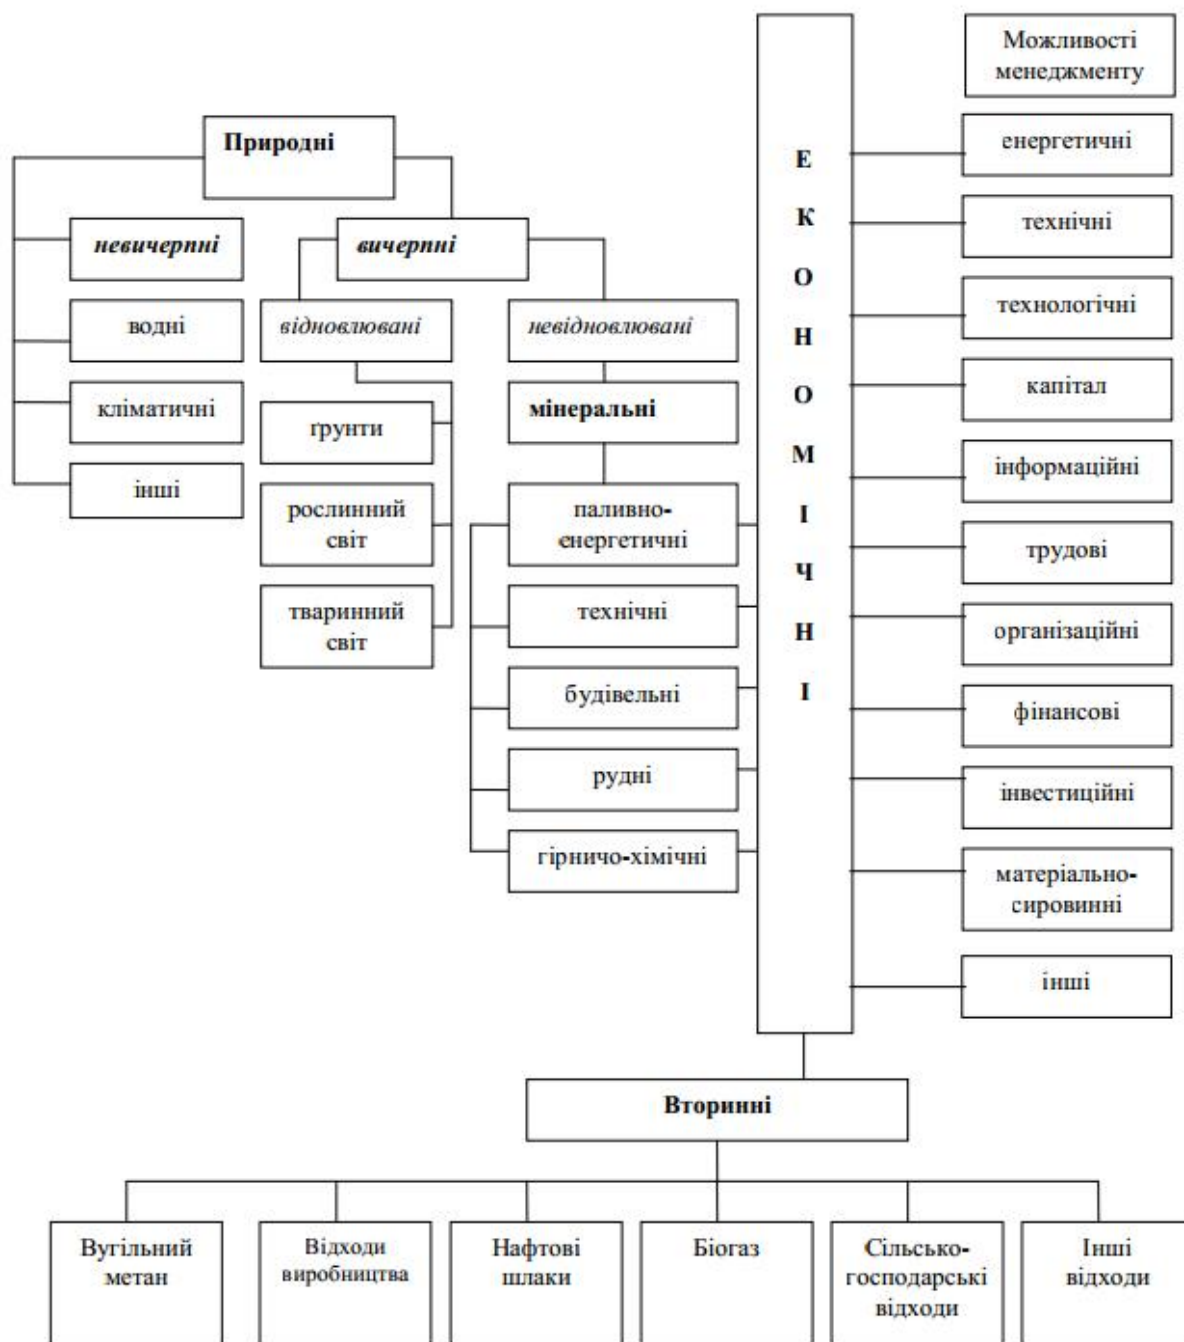 Можливості
менеджменту
Природні
невичерпні
водні
кліматичні
інші
вичерпні
відновлювані
ґрунти
рослинний
світ
тваринний
світ
невідновлювані
мінеральні
паливно-
енергетичні
технічні
будівельні
рудні
гірничо-хімічні
Е
К
О
Н
О
М
І
Ч
Н
І
енергетичні
технічні
технологічні
капітал
інформаційні
трудові
організаційні
фінансові
інвестиційні
матеріально-
сировинні
інші
Вторинні
Вугільний
метан
Відходи
виробництва
Нафтові
шлаки
Біогаз
Сільсько-
господарські
відходи
Інші
відходи